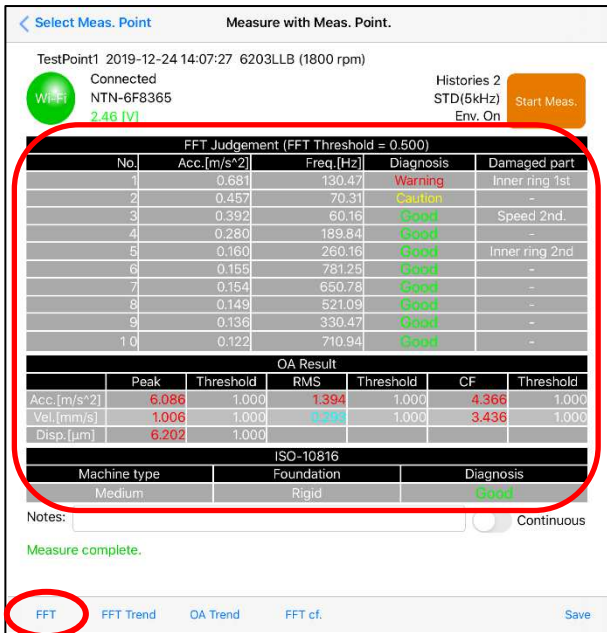 Select Meas. Point Measure with Meas. Point.
TestPoint1 2019-12-24 14:07:27 6203LLB (1800 rpm)
Wi-Fi
Connected
NTN-6F8365
2.46 [V]
Histories 2
STD(5kHz)
Env. On
Start Meas.
FFT Judgement (FFT Threshold = 0.500)
No. Acc.[m/s^2] Freq.[Hz] Diagnosis Damaged part
1 0.681 130.47 Warning Inner ring 1st
2 0.457 70.31 Caution -
3 0.392 60.16 Good Speed 2nd.
4 0.280 189.84 Good -
5 0.160 260.16 Good Inner ring 2nd
6 0.155 781.25 Good -
7 0.154 650.78 Good -
8 0.149 521.09 Good -
9 0.136 330.47 Good -
10 0.122 710.94 Good -
OA Result
Peak Threshold RMS Threshold CF Threshold
Acc.[m/s^2] 6.086 1.000 1.394 1.000 4.366 1.000
Vel.[mm/s] 1.006 1.000 0.293 1.000 3.436 1.000
Disp.[μm] 6.202 1.000
ISO-10816
Machine type Foundation Diagnosis
Medium Rigid Good
Notes: Continuous
Measure complete.
FFT FFT Trend OA Trend FFT cf. Save